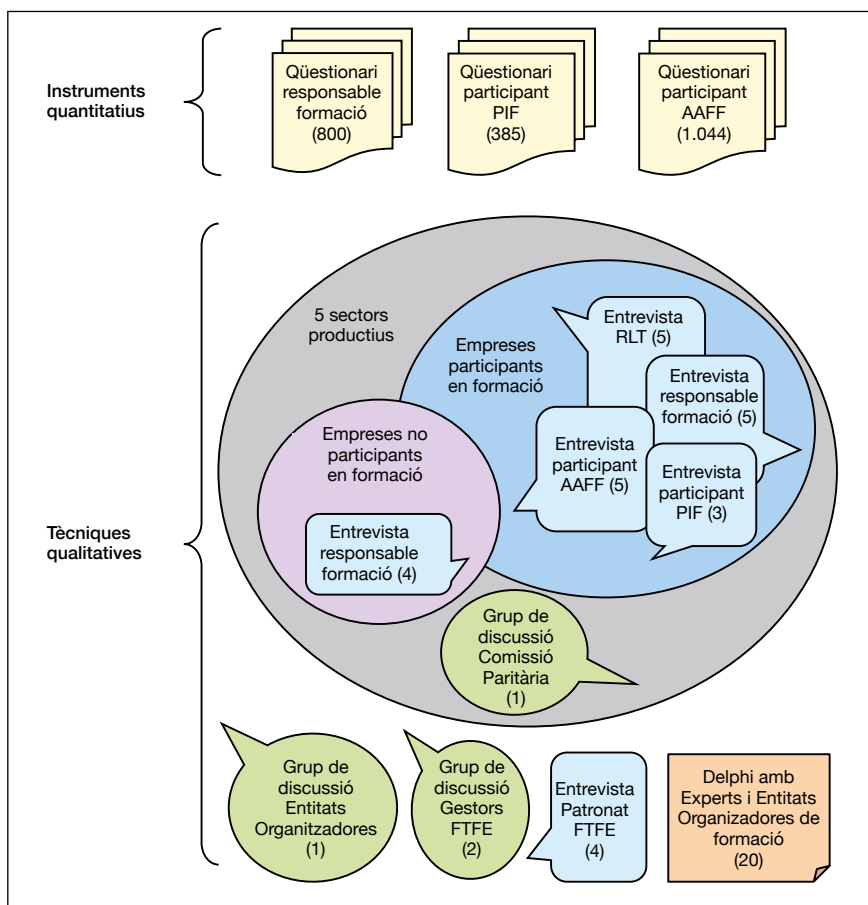 Instruments
quantitatius
Qüestionari
responsable
formació
(800)
Qüestionari
participant
PIF
(385)
Qüestionari
participant
AAFF
(1.044)
Tècniques
qualitatives
5 sectors
productius
Empreses
participants
en formació
Entrevista
RLT (5)
Entrevista
responsable
formació
(5)
Entrevista
participant
AAFF (5)
Entrevista
participant
PIF (3)
Empreses no
participants
en formació
Entrevista
responsable
formació (4)
Grup de
discussió
Comissió
Paritària
(1)
Grup de
discussió
Entitats
Organitzadores
(1)
Grup de
discussió
Gestors
FTFE
(2)
Entrevista
Patronat
FTFE
(4)
Delphi amb
Experts i Entitats
Organizadores de
formació
(20)